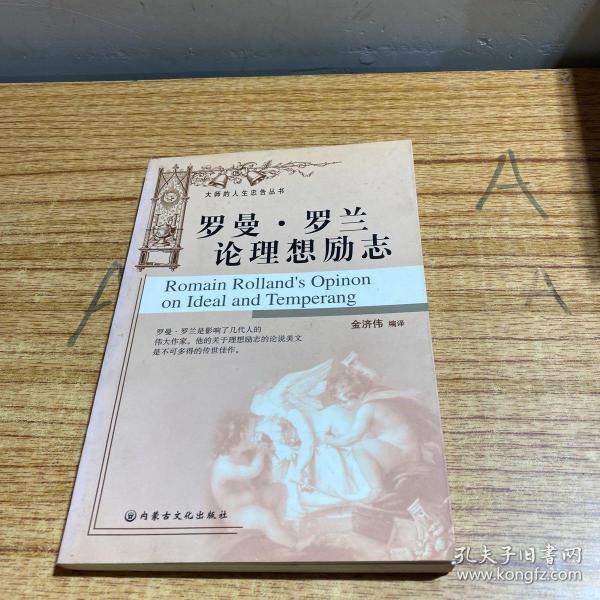 大师的人生忠告丛书
罗曼·罗兰
论理想励志
Romain Rolland's Opinon
on Ideal and Temperang
金济伟 编译
罗曼·罗兰是影响了几代人的
伟大作家。他的关于理想励志的论说美文
是不可多得的传世佳作。
内蒙古文化出版社
A
A
A
A
孔夫子旧书网
www.kongfz.com